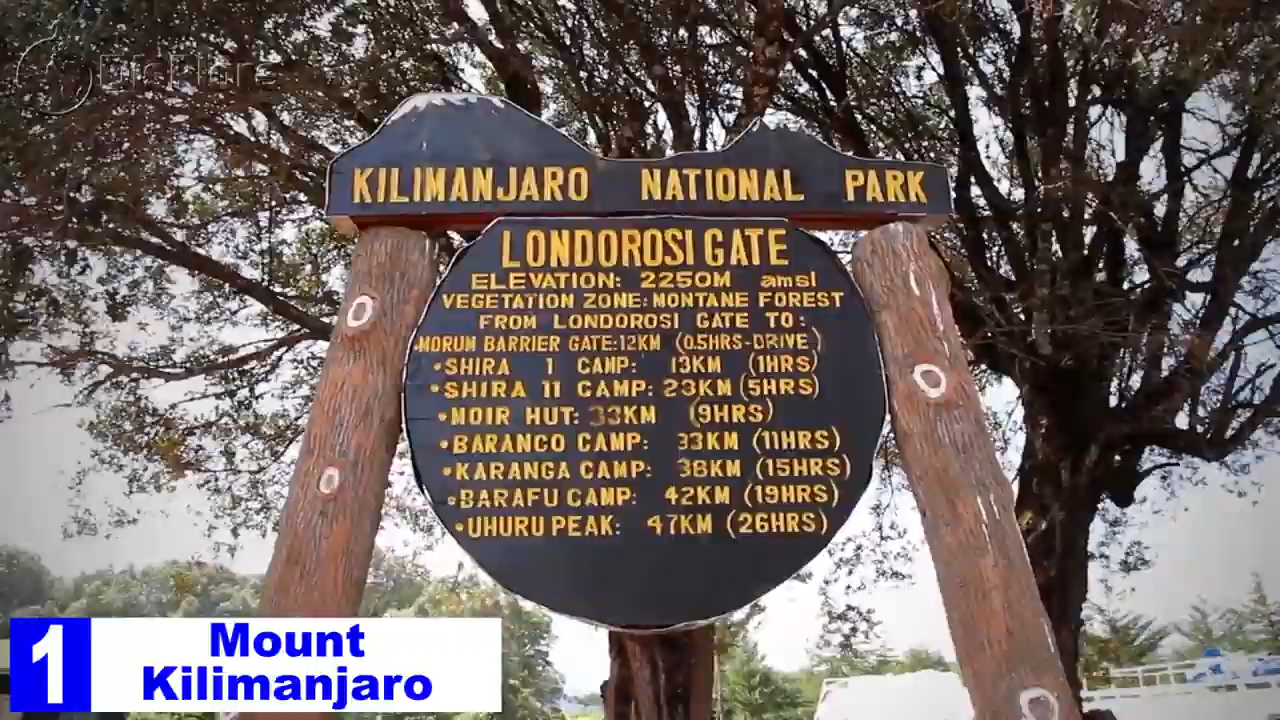 KILIMANJARO NATIONAL PARK
LONDOROSI GATE
ELEVATION: 2250M amsl
VEGETATION ZONE: MONTANE FOREST
FROM LONDOROSI GATE TO:
•MORUM BARRIER GATE:12KM (0.5HRS-DRIVE)
•SHIRA 1 CAMP: 13KM (1HRS)
•SHIRA 11 CAMP: 23KM (5HRS)
•MOIR HUT: 33KM (9HRS)
•BARANCO CAMP: 33KM (11HRS)
•KARANGA CAMP: 38KM (15HRS)
•BARAFU CAMP: 42KM (19HRS)
•UHURU PEAK: 47KM (26HRS)
1
Mount
Kilimanjaro